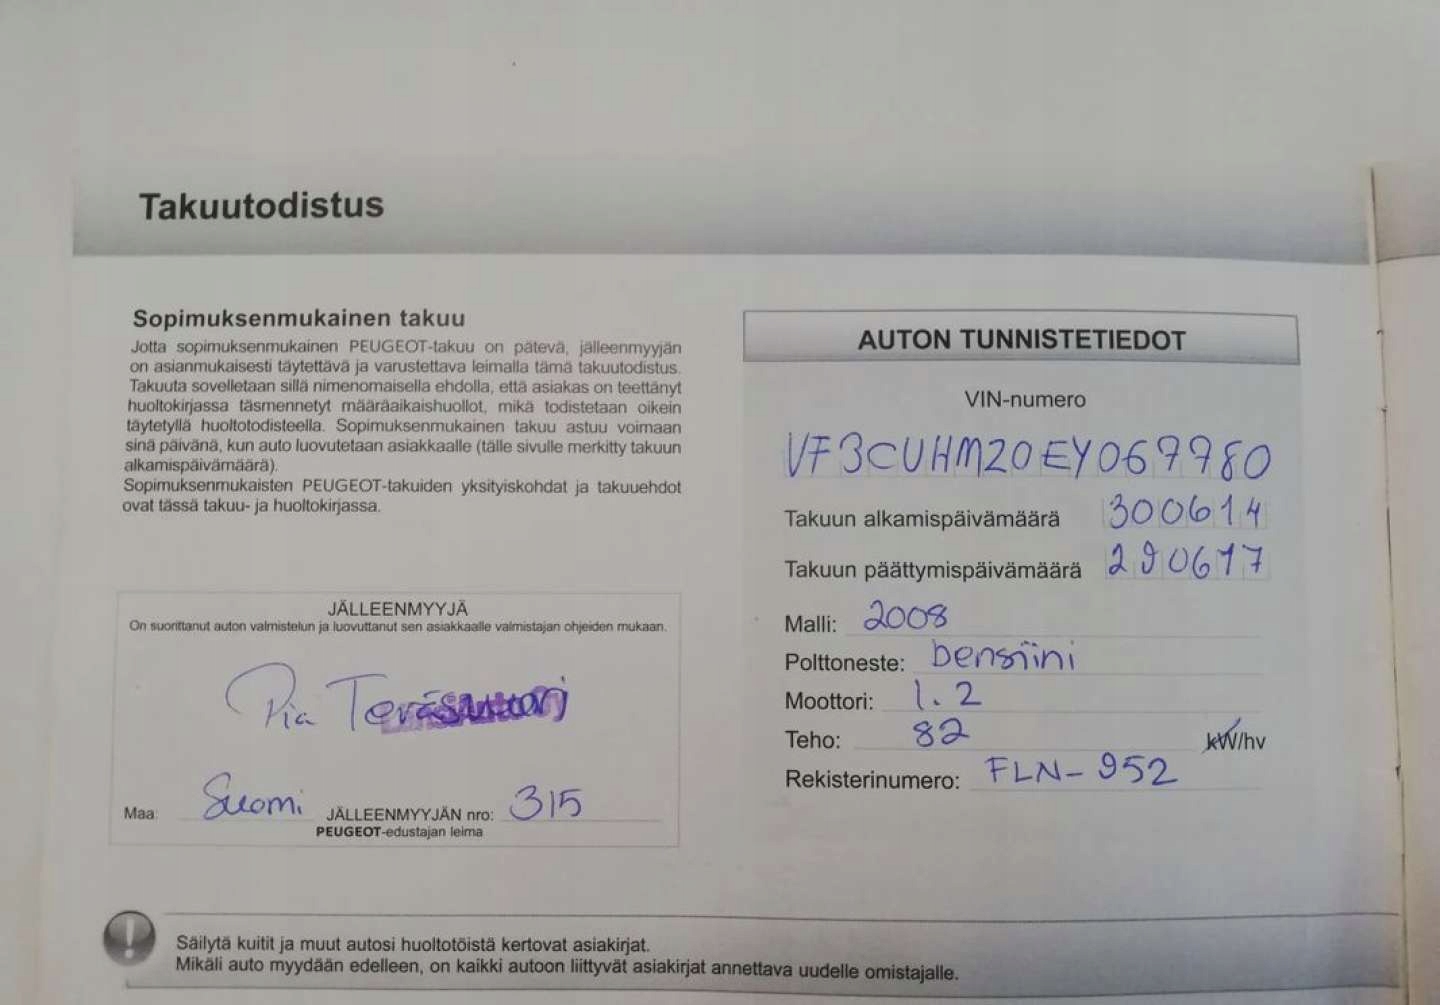 Takuutodistus
Sopimuksenmukainen takuu
Jotta sopimuksenmukainen PEUGEOT-takuu on pätevä, jälleenmyyjän
on asianmukaisesti täytettävä ja varustettava leimalla tämä takuutodistus.
Takuuta sovelletaan sillä nimenomaisella ehdolla, että asiakas on teettänyt
huoltokirjassa täsmennetyt määräaikaishuollot, mikä todistetaan oikein
täytetyllä huoltotodisteella. Sopimuksenmukainen takuu astuu voimaan
sinä päivänä, kun auto luovutetaan asiakkaalle (tälle sivulle merkitty takuun
alkamispäivämäärä).
Sopimuksenmukaisten PEUGEOT-takuiden yksityiskohdat ja takuuehdot
ovat tässä takuu- ja huoltokirjassa.
JÄLLEENMYYJÄ
On suorittanut auton valmistelun ja luovuttanut sen asiakkaalle valmistajan ohjeiden mukaan.
Pia Teräsvuori
Maa: Suomi JÄLLEENMYYJÄN nro: 315
PEUGEOT-edustajan leima
AUTON TUNNISTETIEDOT
VIN-numero
VF3CUHMZ0EY067780
Takuun alkamispäivämäärä 300614
Takuun päättymispäivämäärä 290617
Malli: 2008
Polttoneste: bensiini
Moottori: 1.2
Teho: 82 kW/hv
Rekisterinumero: FLN-952
Säilytä kuitit ja muut autosi huoltotöistä kertovat asiakirjat.
Mikäli auto myydään edelleen, on kaikki autoon liittyvät asiakirjat annettava uudelle omistajalle.